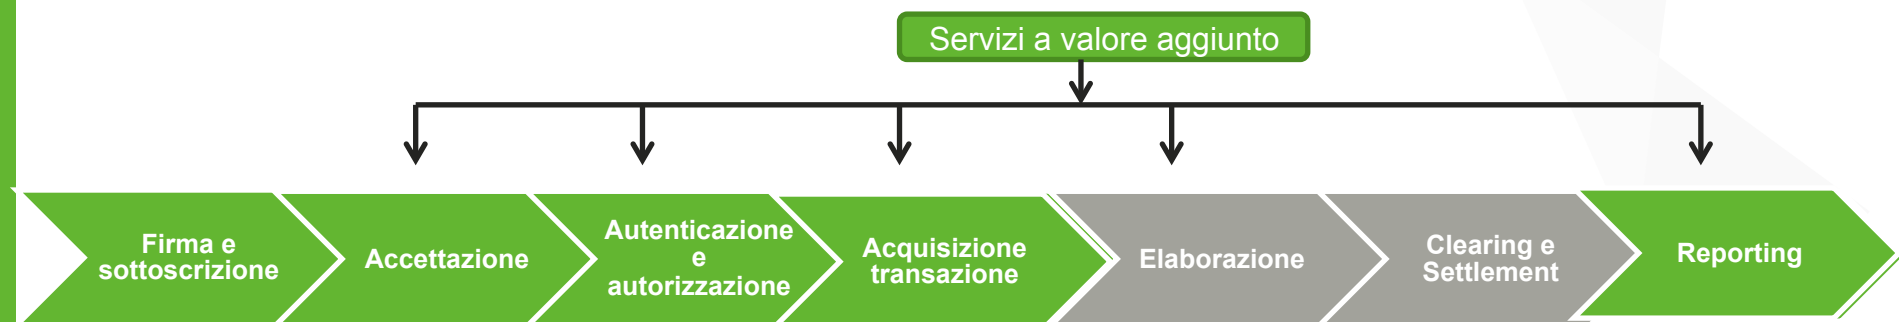 Servizi a valore aggiunto
Firma e
sottoscrizione
Accettazione
Autenticazione
e
autorizzazione
Acquisizione
transazione
Elaborazione
Clearing e
Settlement
Reporting